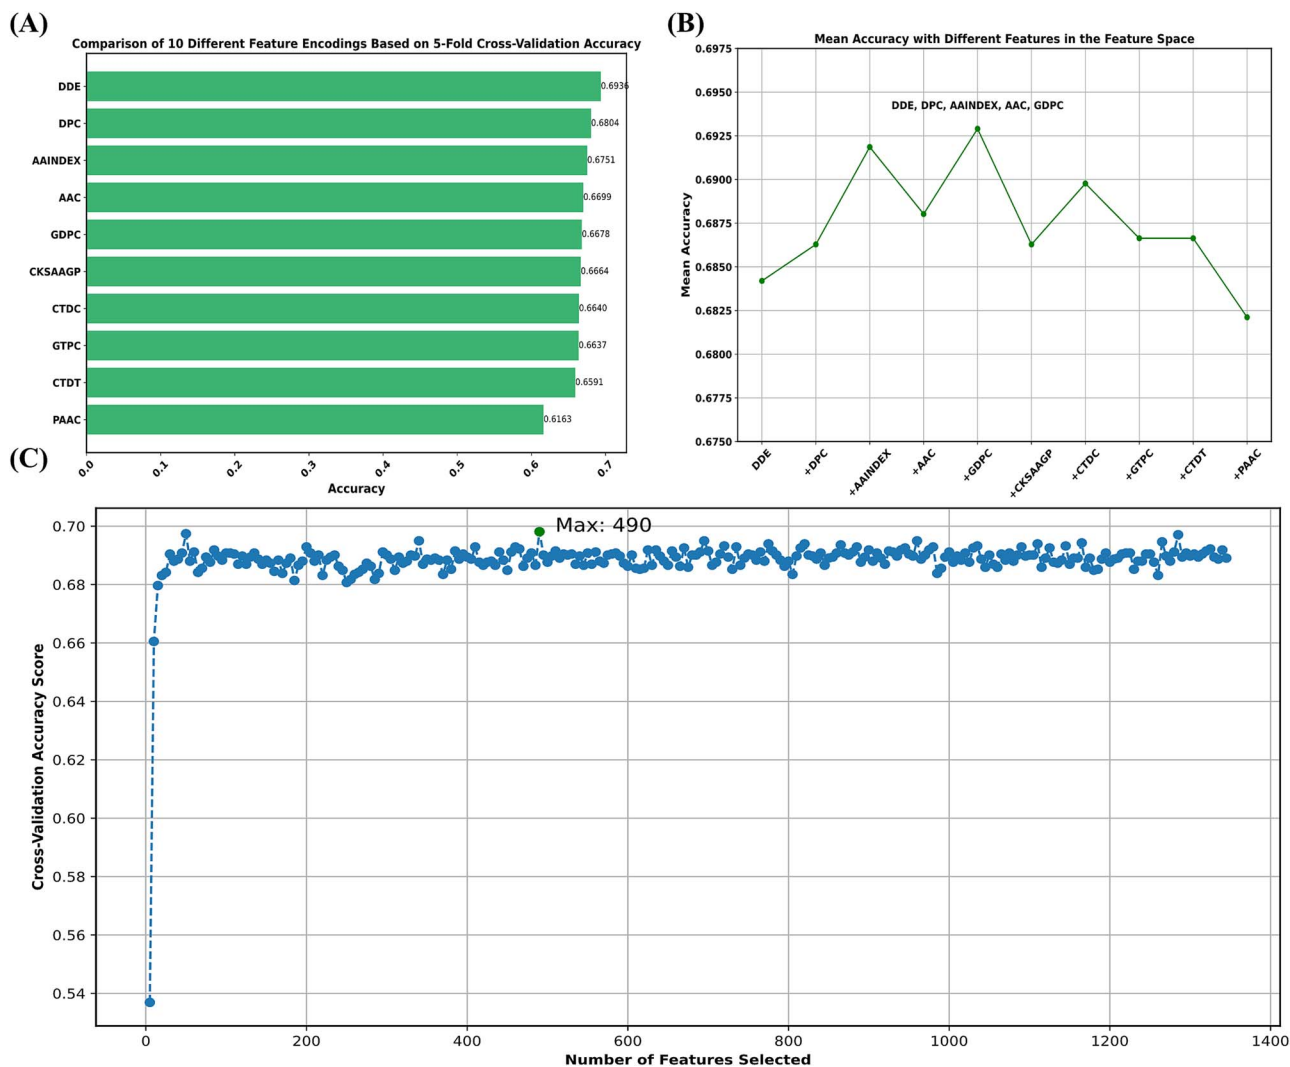 (A)
Comparison of 10 Different Feature Encodings Based on 5-Fold Cross-Validation Accuracy
DDE
0.6936
DPC
0.6804
AAINDEX
0.6751
AAC
0.6699
GDPC
0.6678
CKSAAGP
0.6664
CTDC
0.6640
GTPC
0.6637
CTDT
0.6591
PAAC
0.6163
0.0
0.1
0.2
0.3
0.4
0.5
0.6
0.7
Accuracy
(B)
Mean Accuracy with Different Features in the Feature Space
0.6975
0.6950
0.6925
0.6900
0.6875
0.6850
0.6825
0.6800
0.6775
0.6750
Mean Accuracy
DDE, DPC, AAINDEX, AAC, GDPC
DDE
+DPC
+AAINDEX
+AAC
+GDPC
+CKSAAGP
+CTDC
+GTPC
+CTDT
+PAAC
(C)
0.70
0.68
0.66
0.64
0.62
0.60
0.58
0.56
0.54
Cross-Validation Accuracy Score
Max: 490
0
200
400
600
800
1000
1200
1400
Number of Features Selected